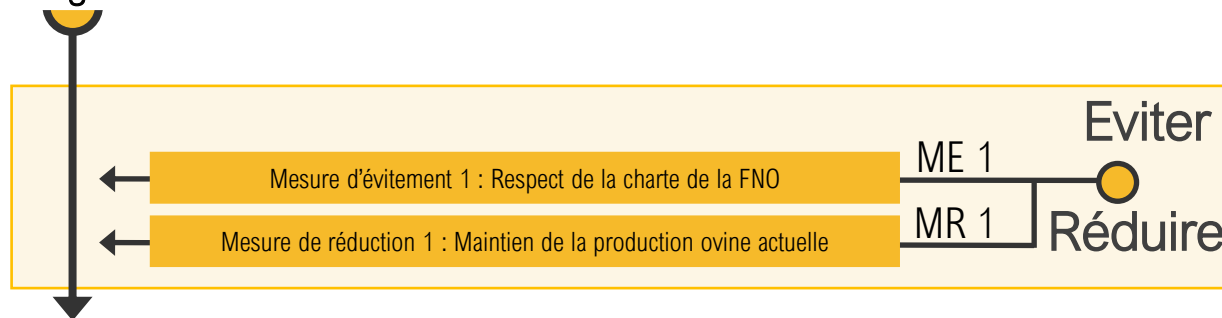 Eviter
ME 1
Mesure d'évitement 1 : Respect de la charte de la FNO
MR 1
Réduire
Mesure de réduction 1 : Maintien de la production ovine actuelle